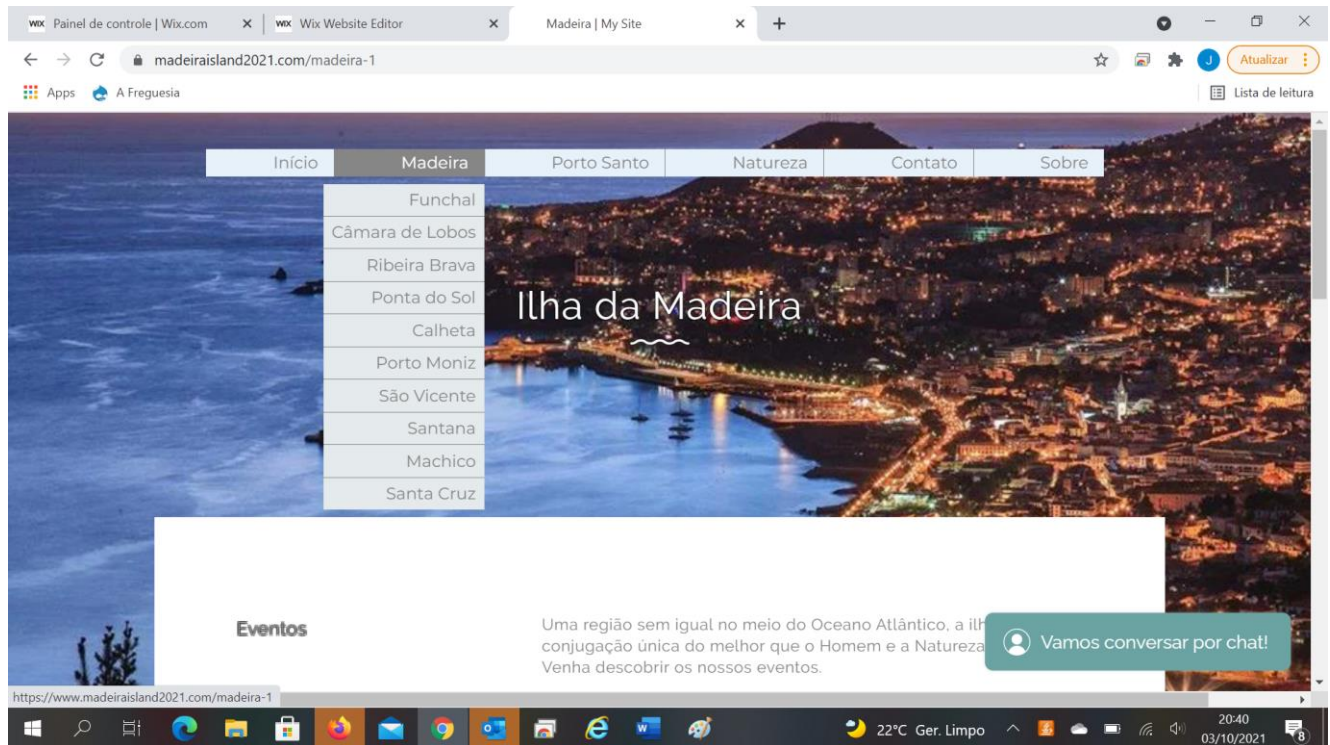 WIX Painel de controle | Wix.com
WIX Wix Website Editor
Madeira | My Site
madeiraisland2021.com/madeira-1
J
Atualizar
Apps
A Freguesia
Lista de leitura
Início Madeira Porto Santo Natureza Contato Sobre
Funchal
Câmara de Lobos
Ribeira Brava
Ponta do Sol
Calheta
Porto Moniz
São Vicente
Santana
Machico
Santa Cruz
Ilha da Madeira
Eventos
Uma região sem igual no meio do Oceano Atlântico, a
conjugação única do melhor que o Homem e a Natureza
Venha descobrir os nossos eventos.
Vamos conversar por chat!
https://www.madeiraisland2021.com/madeira-1
22°C Ger. Limpo
20:40
03/10/2021
8